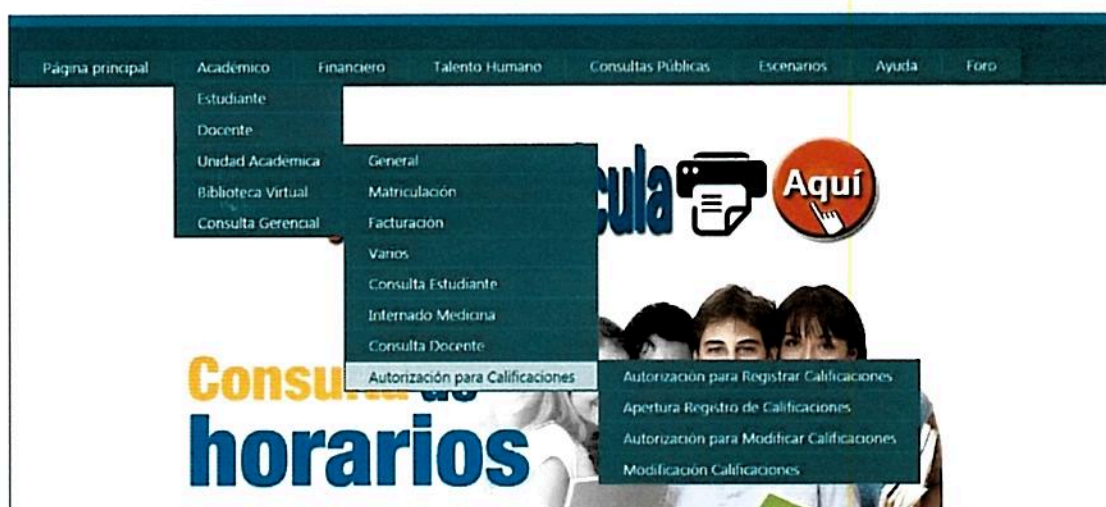 Página principal Académico Financiero Talento Humano Consultas Públicas Escenarios Ayuda Foro
Estudiante
Docente
Unidad Académica
Biblioteca Virtual
Consulta Gerencial
General
Matriculación
Facturación
Varios
Consulta Estudiante
Internado Medicina
Consulta Docente
Autorización para Calificaciones
Autorización para Registrar Calificaciones
Apertura Registro de Calificaciones
Autorización para Modificar Calificaciones
Modificación Calificaciones
Aquí
Consulta de
horarios